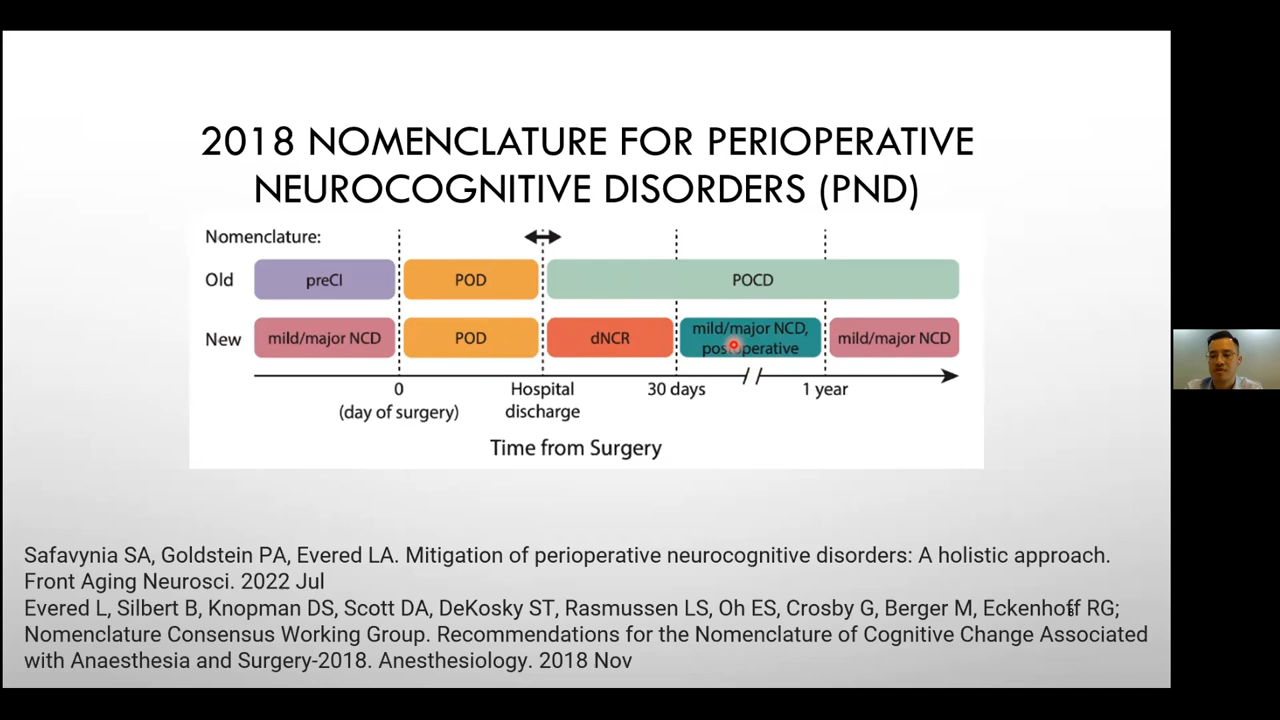 2018 NOMENCLATURE FOR PERIOPERATIVE
NEUROCOGNITIVE DISORDERS (PND)
Nomenclature:
Old preCI POD POCD
New mild/major NCD POD dNCR mild/major NCD, postoperative mild/major NCD
0 (day of surgery) Hospital discharge 30 days 1 year
Time from Surgery
Safavynia SA, Goldstein PA, Evered LA. Mitigation of perioperative neurocognitive disorders: A holistic approach.
Front Aging Neurosci. 2022 Jul
Evered L, Silbert B, Knopman DS, Scott DA, DeKosky ST, Rasmussen LS, Oh ES, Crosby G, Berger M, Eckenhoff RG;
Nomenclature Consensus Working Group. Recommendations for the Nomenclature of Cognitive Change Associated
with Anaesthesia and Surgery-2018. Anesthesiology. 2018 Nov